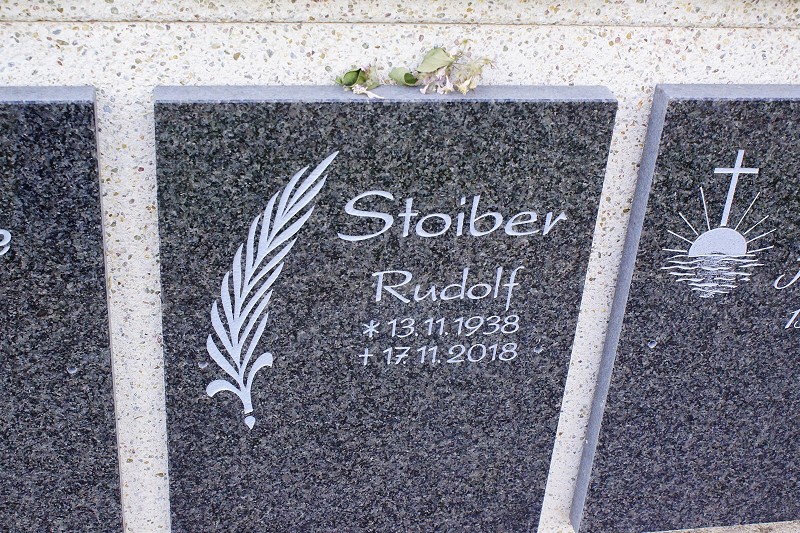 Stoiber
Rudolf
* 13.11.1938
† 17.11.2018